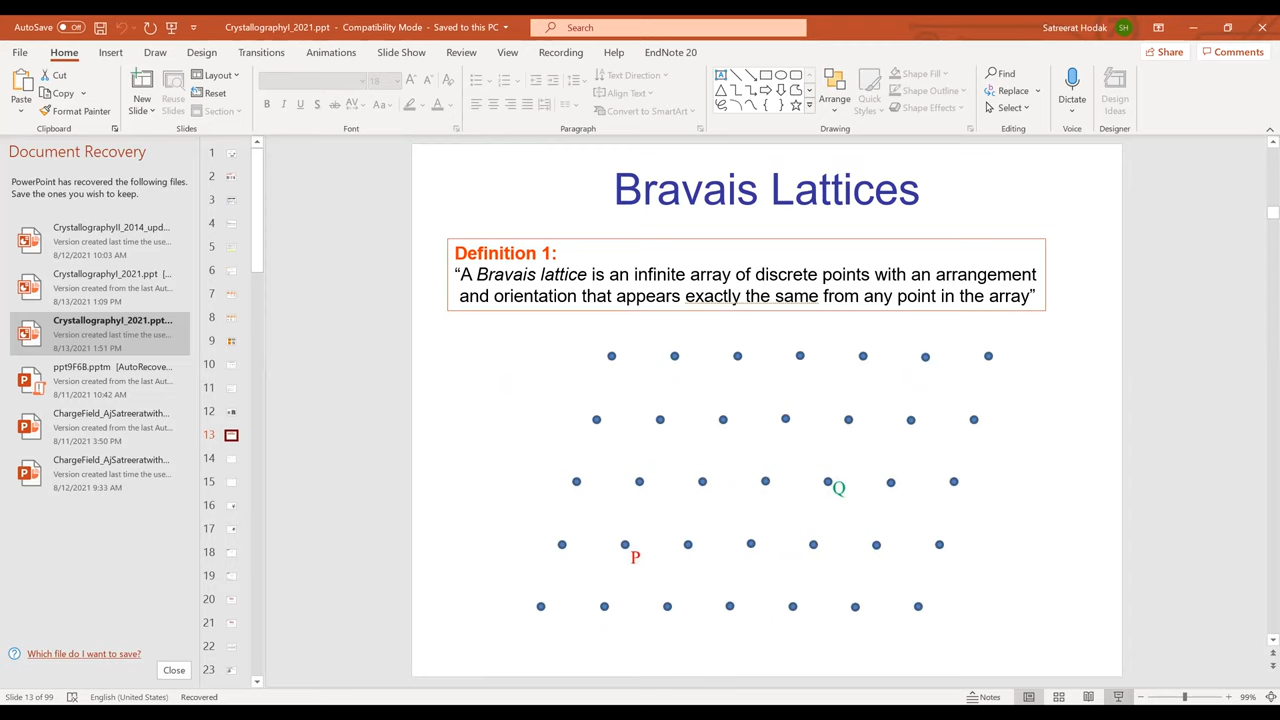 AutoSave Off CrystallographyI_2021.ppt - Compatibility Mode - Saved to this PC Search Satreerat Hodak SH
File Home Insert Draw Design Transitions Animations Slide Show Review View Recording Help EndNote 20 Share Comments
Paste Cut Copy Format Painter Clipboard
New Slide Reuse Slides Layout Reset Section Slides
18 B I U S ab AV Aa A Font
Text Direction Align Text Convert to SmartArt Paragraph
Arrange Quick Styles Shape Fill Shape Outline Shape Effects Drawing
Find Replace Select Editing
Dictate Voice
Design Ideas Designer
Document Recovery
PowerPoint has recovered the following files.
Save the ones you wish to keep.
CrystallographyII_2014_upd...
Version created last time the use...
8/12/2021 10:03 AM
CrystallographyI_2021.ppt [...
Version created from the last Aut...
8/13/2021 1:09 PM
CrystallographyI_2021.ppt...
Version created last time the use...
8/13/2021 1:51 PM
ppt9F6B.pptm [AutoRecove...
Version created from the last Aut...
8/11/2021 10:42 AM
ChargeField_AjSatreeratwith...
Version created from the last Aut...
8/11/2021 3:50 PM
ChargeField_AjSatreeratwith...
Version created from the last Aut...
8/12/2021 9:33 AM
Which file do I want to save?
Close
1
2
3
4
5
6
7
8
9
10
11
12
13
14
15
16
17
18
19
20
21
22
23
Bravais Lattices
Definition 1:
“A Bravais lattice is an infinite array of discrete points with an arrangement
and orientation that appears exactly the same from any point in the array”
Q
P
Slide 13 of 99 English (United States) Recovered Notes 99%